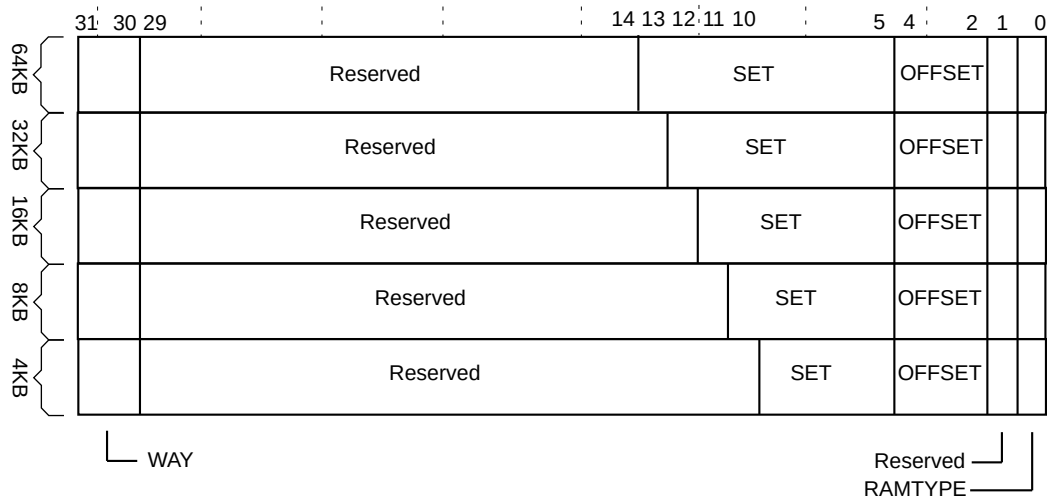 31 30 29 14 13 12 11 10 5 4 2 1 0
64KB Reserved SET OFFSET
32KB Reserved SET OFFSET
16KB Reserved SET OFFSET
8KB Reserved SET OFFSET
4KB Reserved SET OFFSET
WAY Reserved
RAMTYPE